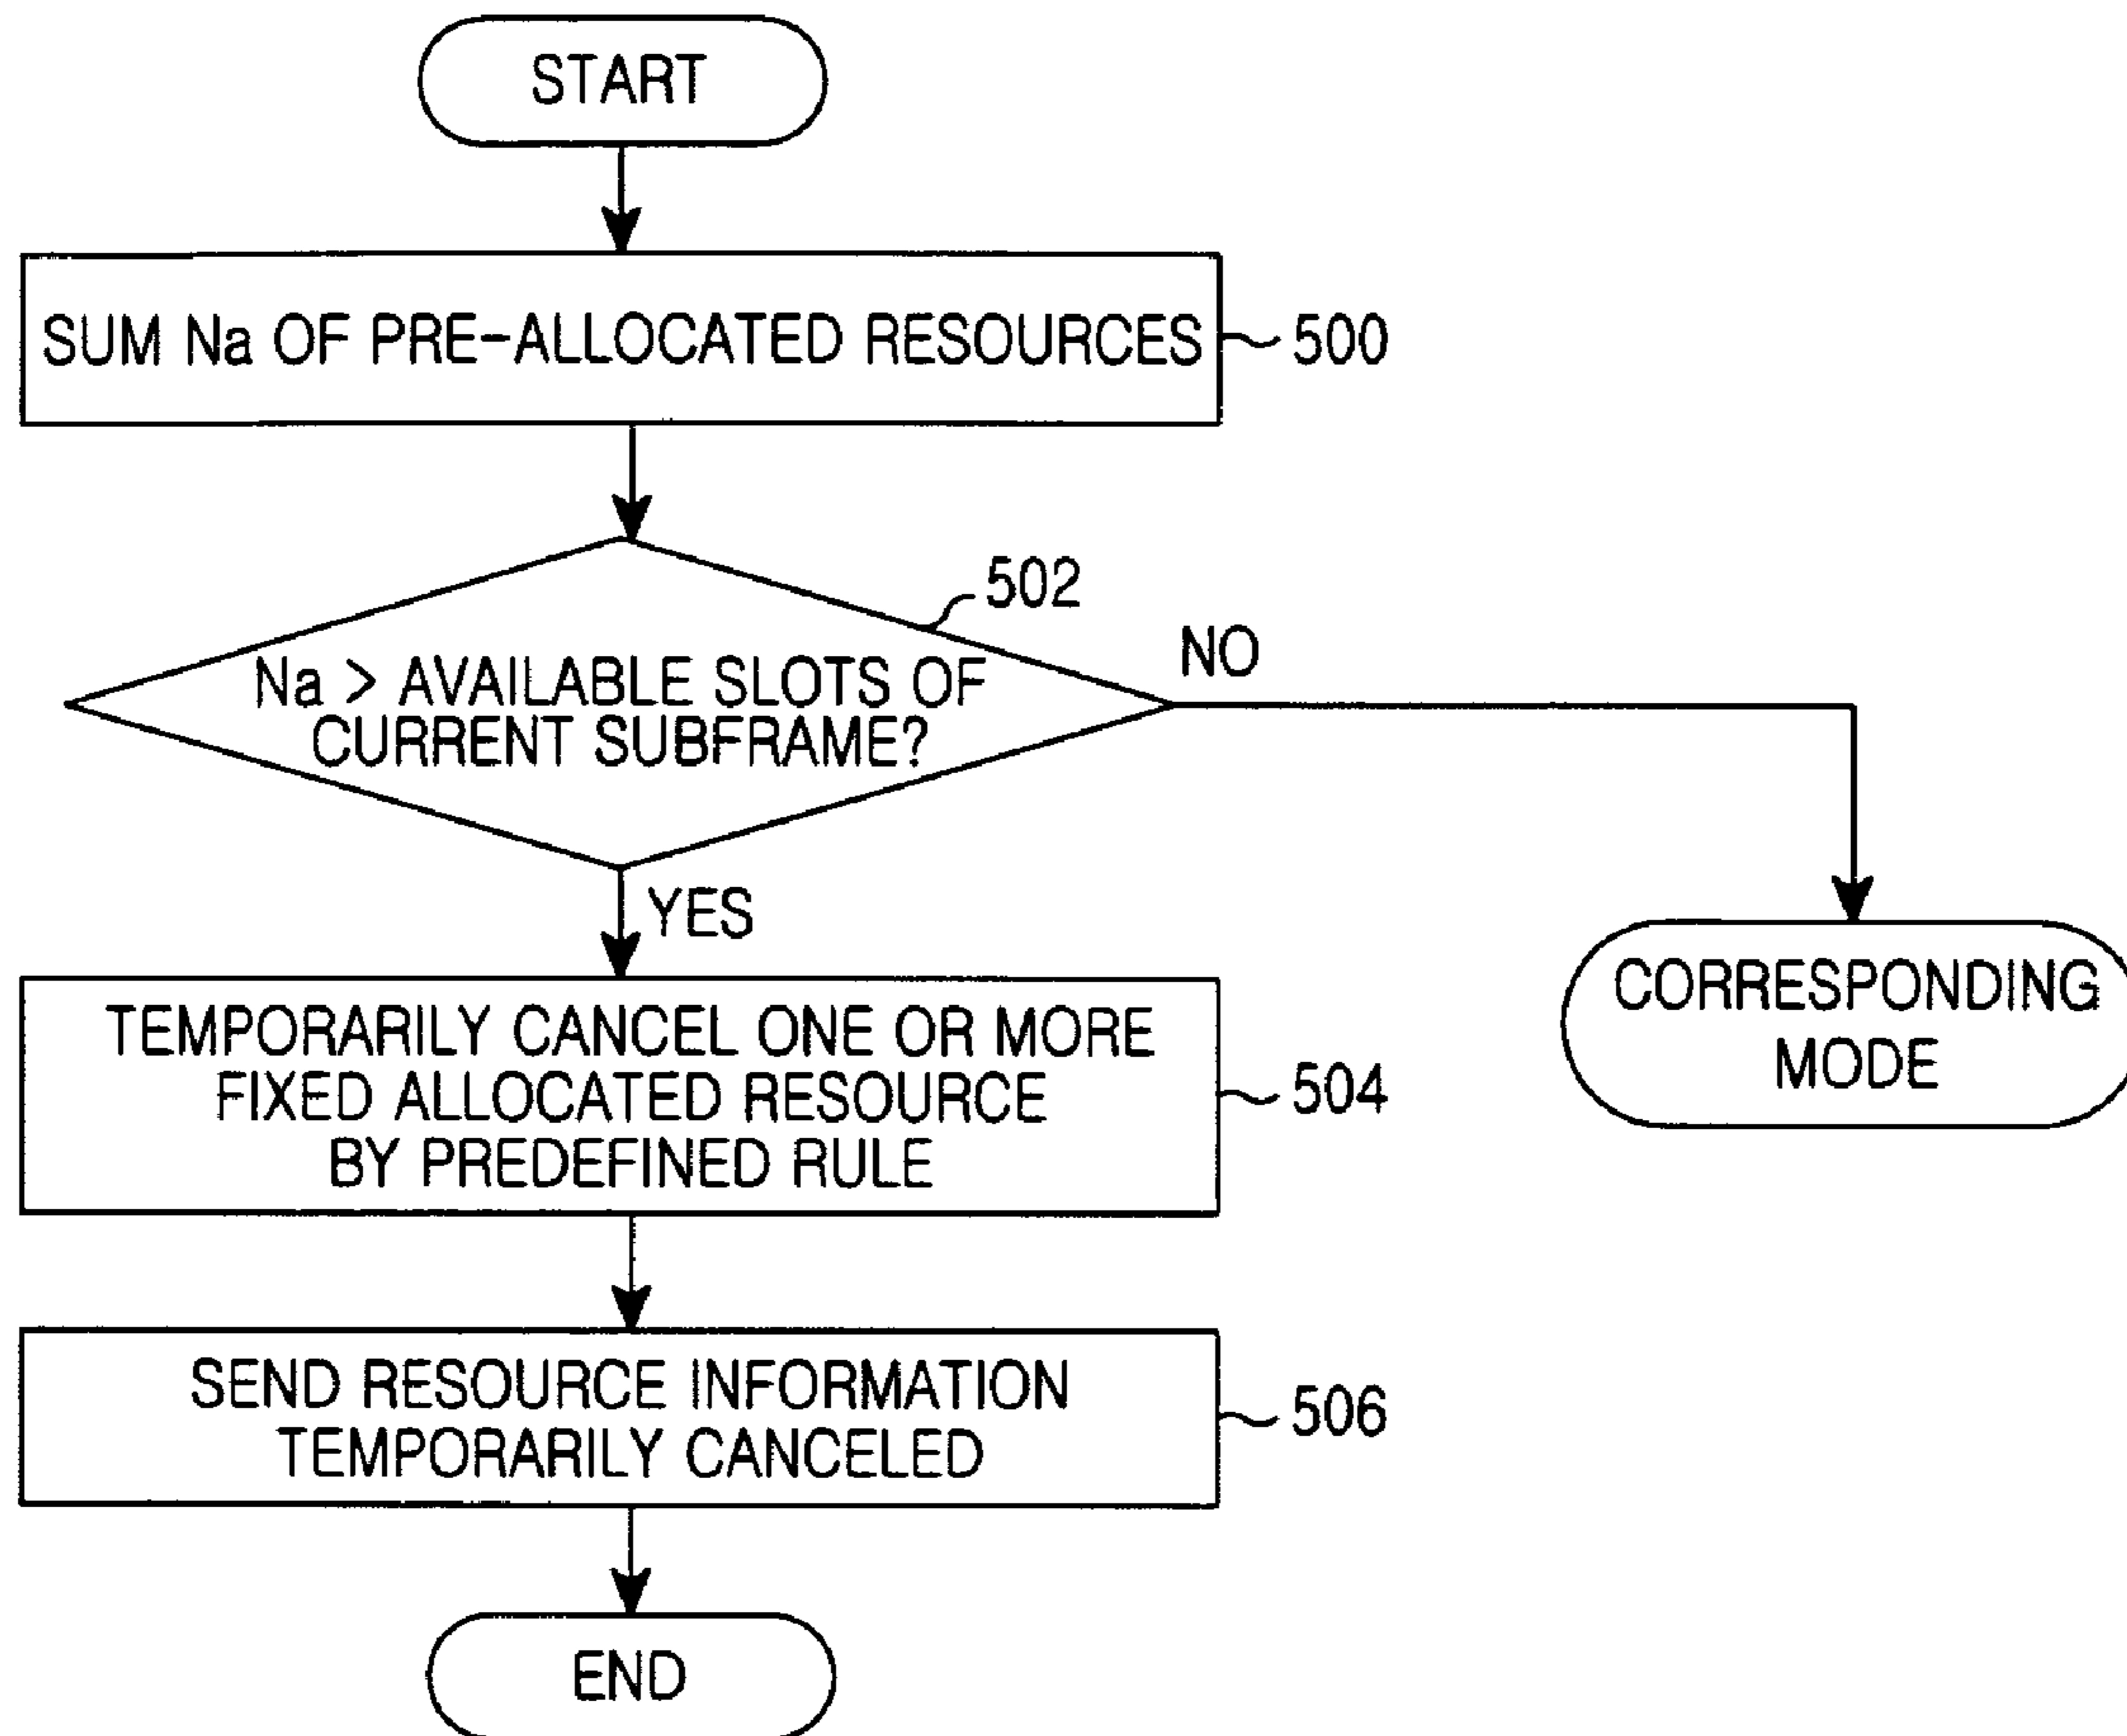 START
SUM Na OF PRE-ALLOCATED RESOURCES
500
502
Na > AVAILABLE SLOTS OF
CURRENT SUBFRAME?
NO
YES
CORRESPONDING
MODE
TEMPORARILY CANCEL ONE OR MORE
FIXED ALLOCATED RESOURCE
BY PREDEFINED RULE
504
SEND RESOURCE INFORMATION
TEMPORARILY CANCELED
506
END